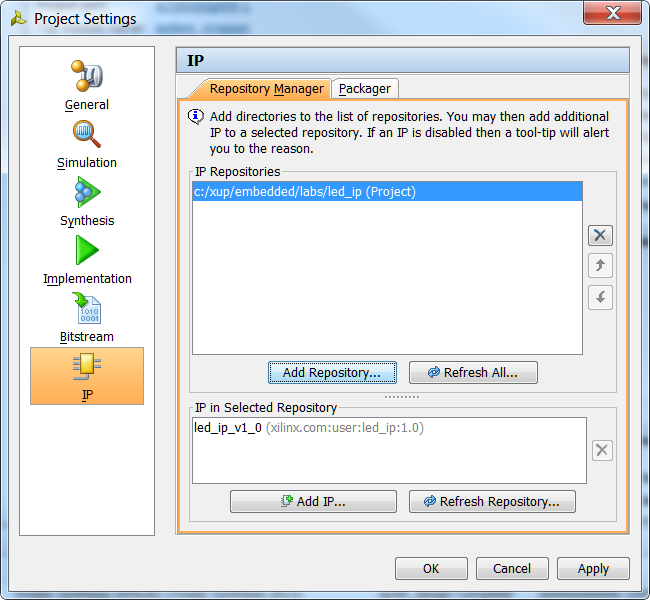 Project Settings
General
Simulation
Synthesis
Implementation
1010
0001
Bitstream
IP
IP
Repository Manager
Packager
Add directories to the list of repositories. You may then add additional
IP to a selected repository. If an IP is disabled then a tool-tip will alert
you to the reason.
IP Repositories
c:/xup/embedded/labs/led_ip (Project)
Add Repository...
Refresh All...
IP in Selected Repository
led_ip_v1_0 (xilinx.com:user:led_ip:1.0)
Add IP...
Refresh Repository...
OK
Cancel
Apply